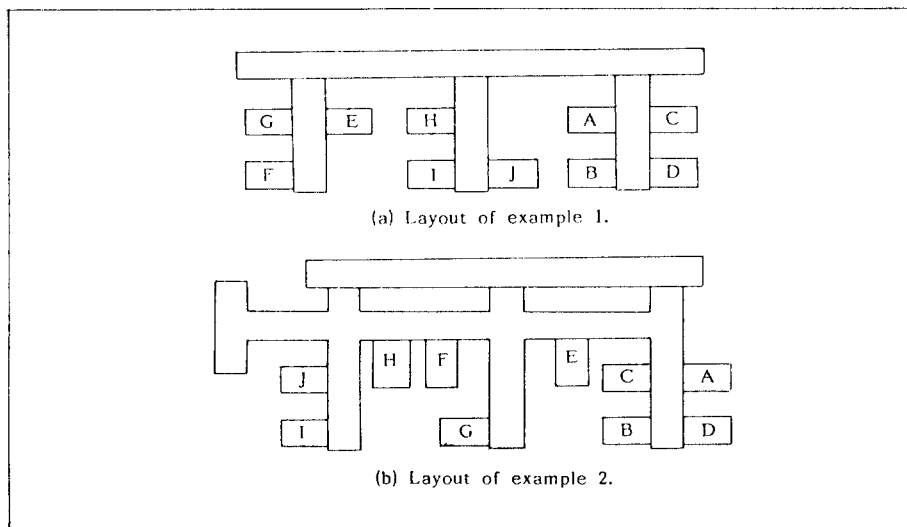 G E H A C
F I J B D
(a) Layout of example 1.
H F E
J C A
I G B D
(b) Layout of example 2.